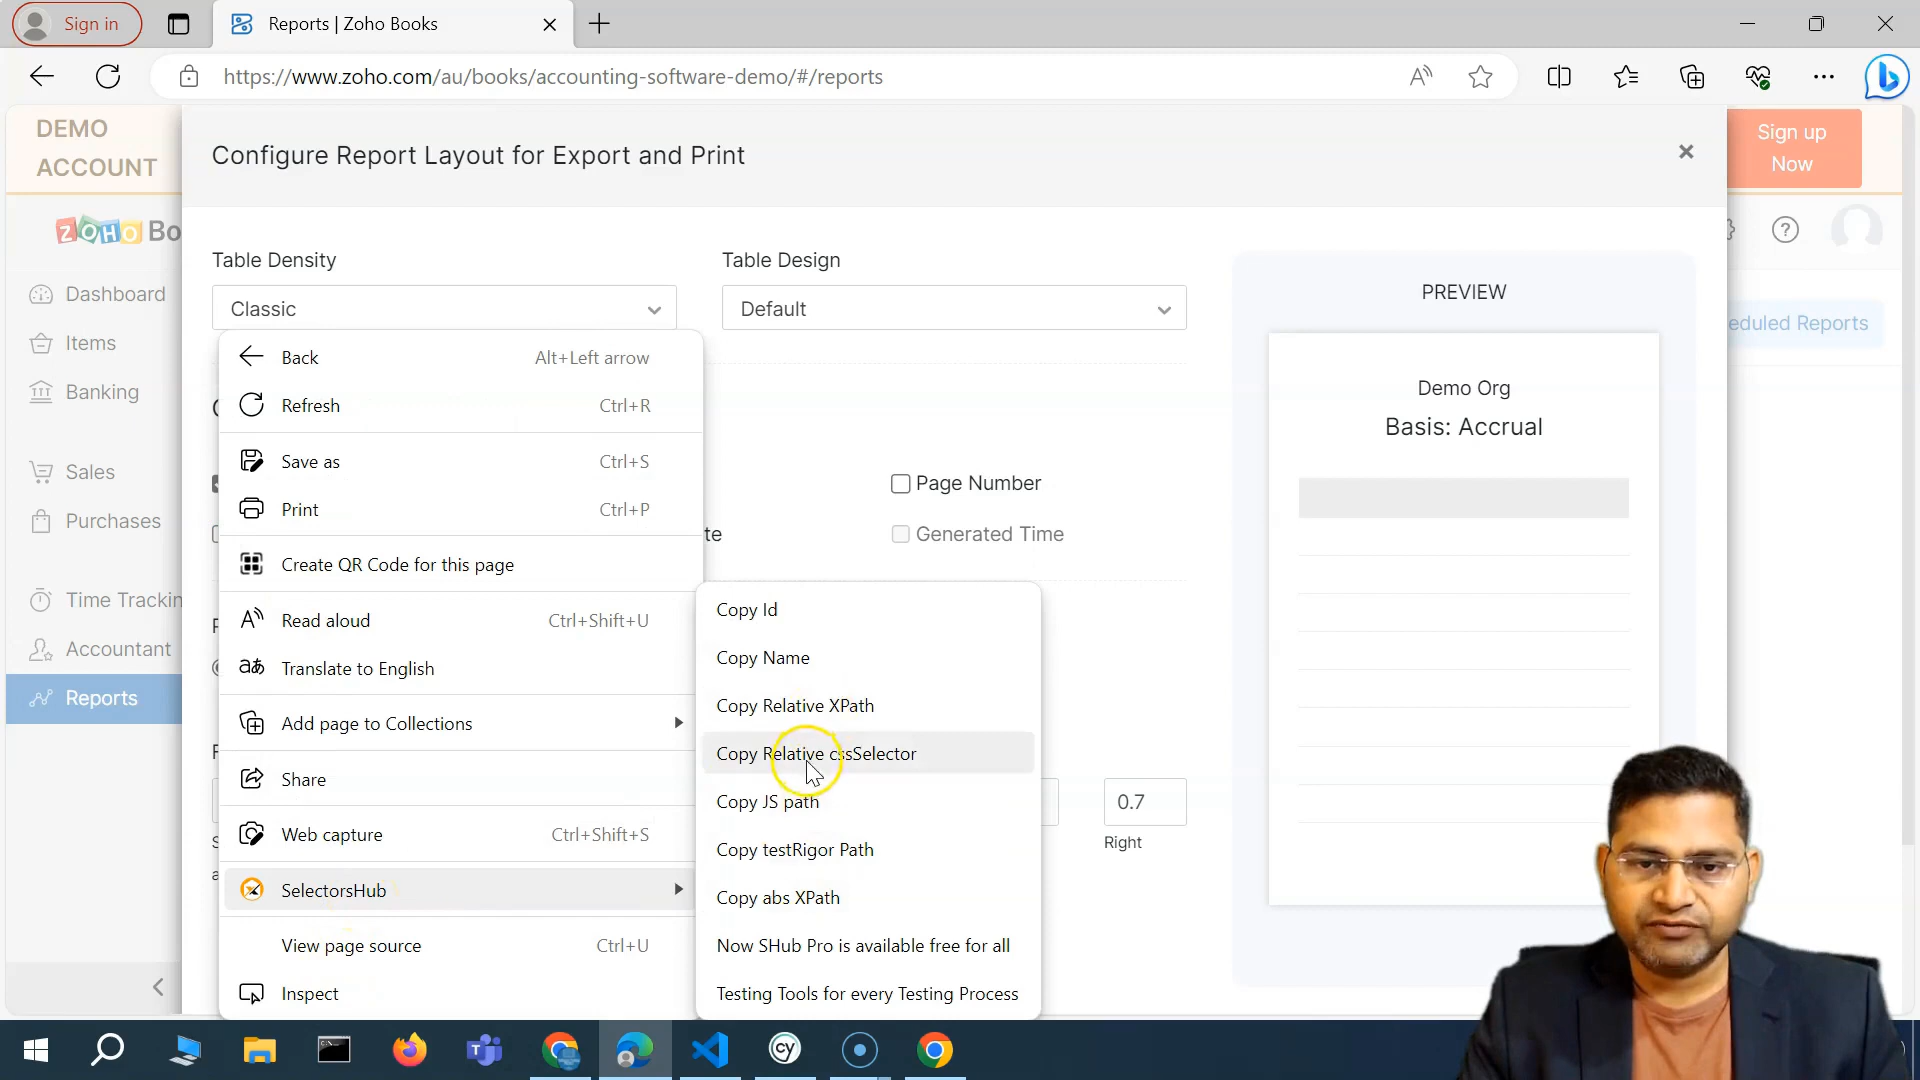 Sign in
Reports | Zoho Books
https://www.zoho.com/au/books/accounting-software-demo/#/reports
DEMO
ACCOUNT
Configure Report Layout for Export and Print
Sign up
Now
ZOHO Bo
Dashboard
Items
Banking
Sales
Purchases
Time Trackin
Accountant
Reports
Table Density
Classic
Table Design
Default
Back Alt+Left arrow
Refresh Ctrl+R
Save as Ctrl+S
Print Ctrl+P
Create QR Code for this page
Read aloud Ctrl+Shift+U
Translate to English
Add page to Collections
Share
Web capture Ctrl+Shift+S
SelectorsHub
View page source Ctrl+U
Inspect
Page Number
te
Generated Time
Copy Id
Copy Name
Copy Relative XPath
Copy Relative cssSelector
Copy JS path
Copy testRigor Path
Copy abs XPath
Now SHub Pro is available free for all
Testing Tools for every Testing Process
0.7
Right
PREVIEW
Demo Org
Basis: Accrual
eduled Reports
cy